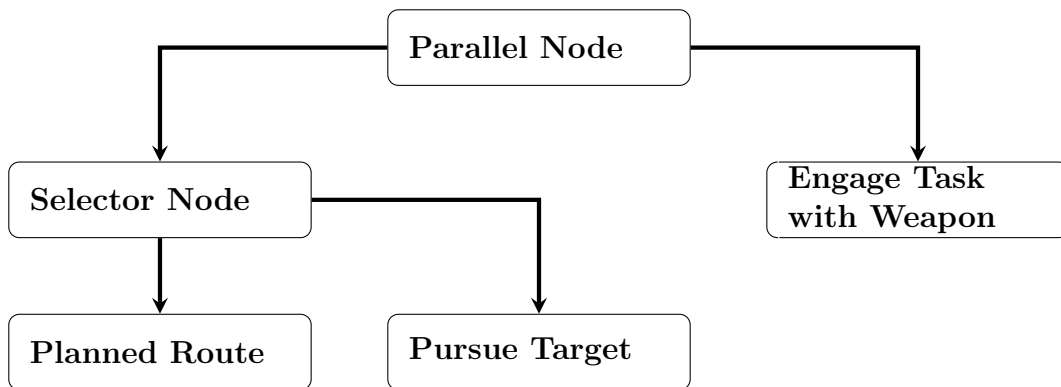 Parallel Node
Selector Node
Engage Task
with Weapon
Planned Route
Pursue Target